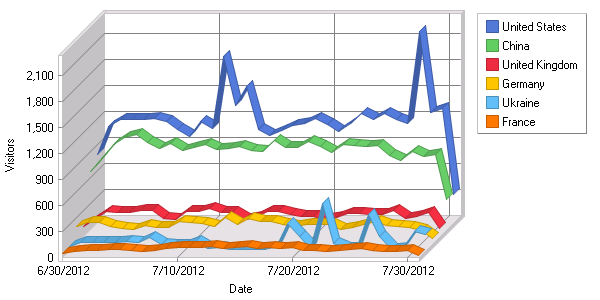 United States
China
United Kingdom
Germany
Ukraine
France
Visitors
2,100
1,800
1,500
1,200
900
600
300
0
6/30/2012
7/10/2012
7/20/2012
7/30/2012
Date